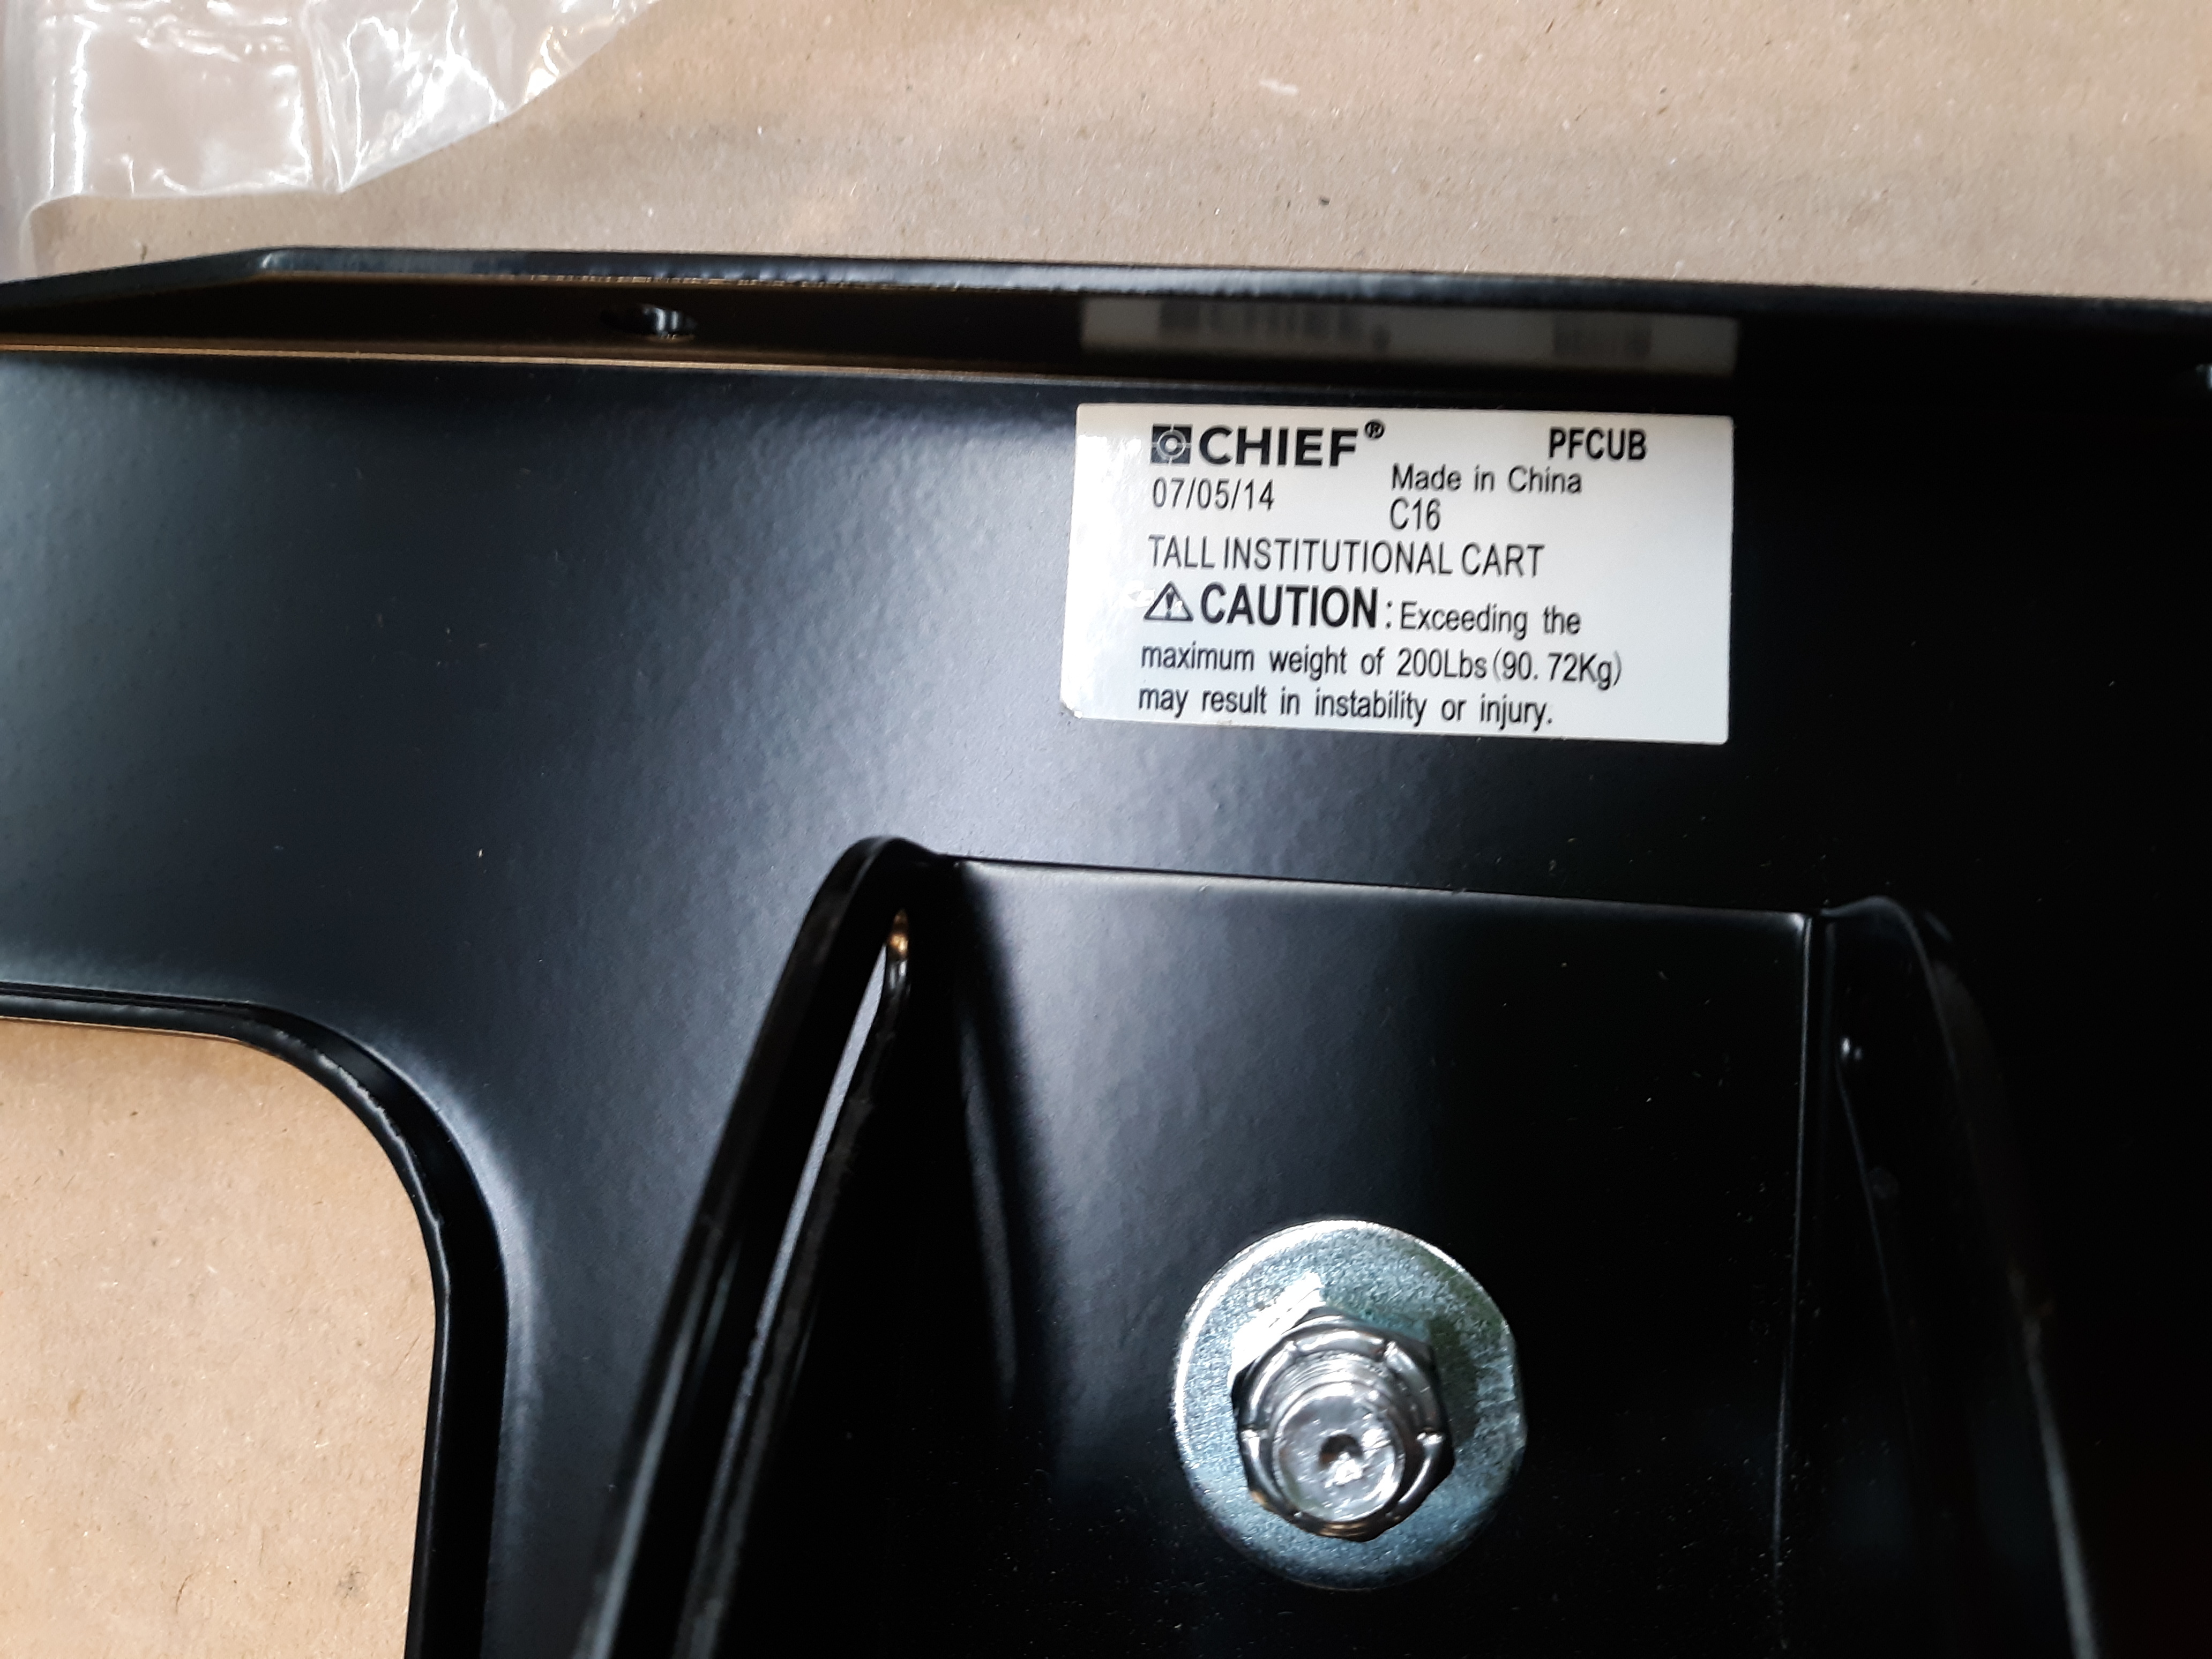 CHIEF® PFCUB
07/05/14 Made in China
C16
TALL INSTITUTIONAL CART
⚠ CAUTION: Exceeding the
maximum weight of 200Lbs(90.72Kg)
may result in instability or injury.